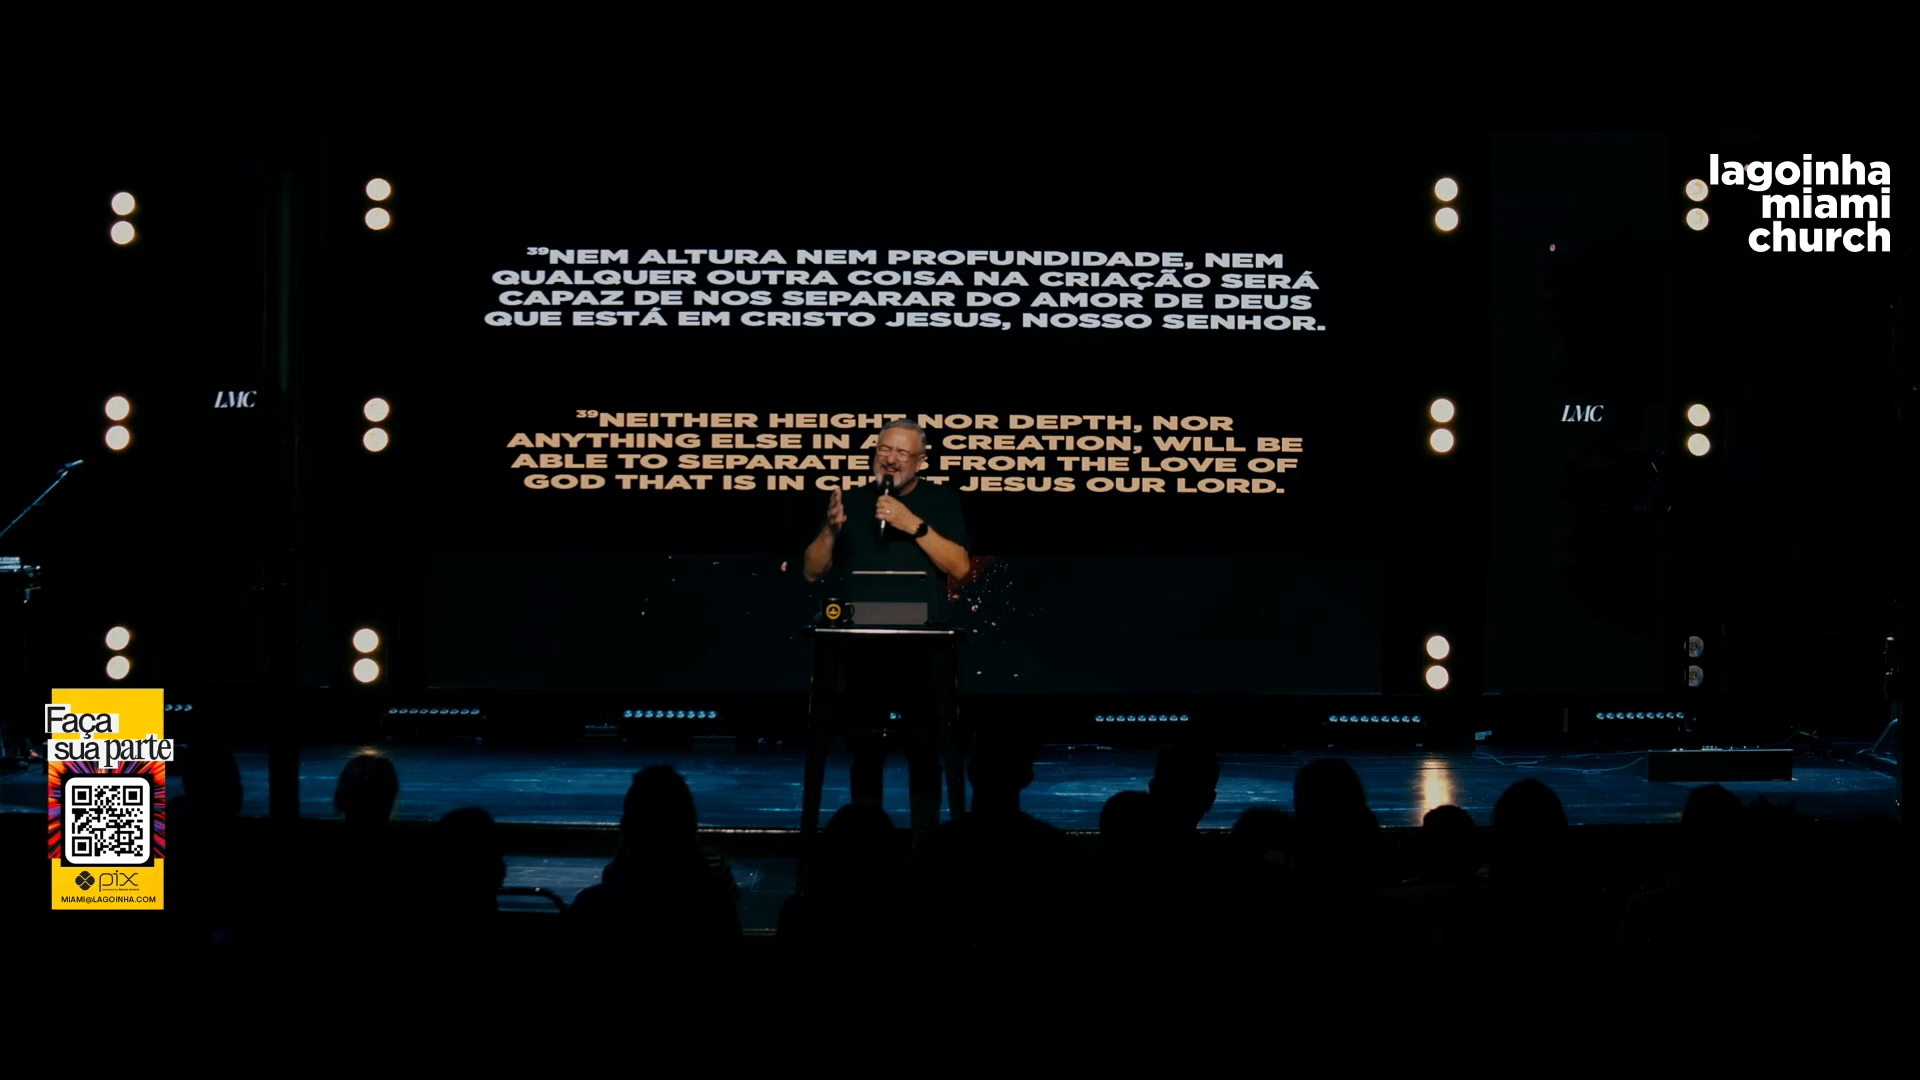 lagoinha
miami
church
³⁹NEM ALTURA NEM PROFUNDIDADE, NEM
QUALQUER OUTRA COISA NA CRIAÇÃO SERÁ
CAPAZ DE NOS SEPARAR DO AMOR DE DEUS
QUE ESTÁ EM CRISTO JESUS, NOSSO SENHOR.
LMC
LMC
³⁹NEITHER HEIGHT NOR DEPTH, NOR
ANYTHING ELSE IN CREATION, WILL BE
ABLE TO SEPARATE FROM THE LOVE OF
GOD THAT IS IN JESUS OUR LORD.
Faça
sua parte
pix
MIAMI@LAGOINHA.COM